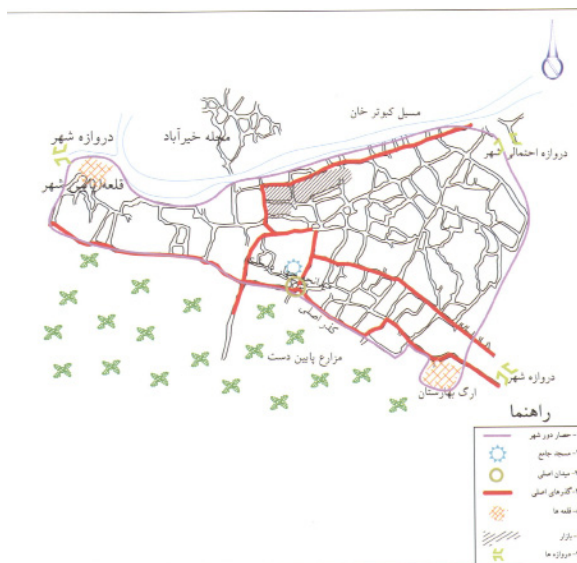 مسیل کبوتر خان
محله خیرآباد
دروازه شهر
دروازه احتمالی شهر
قلعه پایین شهر
مزارع پایین دست
دروازه شهر
ارگ بهارستان
راهنما
حصار دور شهر
مسجد جامع
میدان اصلی
گذرهای اصلی
قلعه ها
بازار
دروازه ها